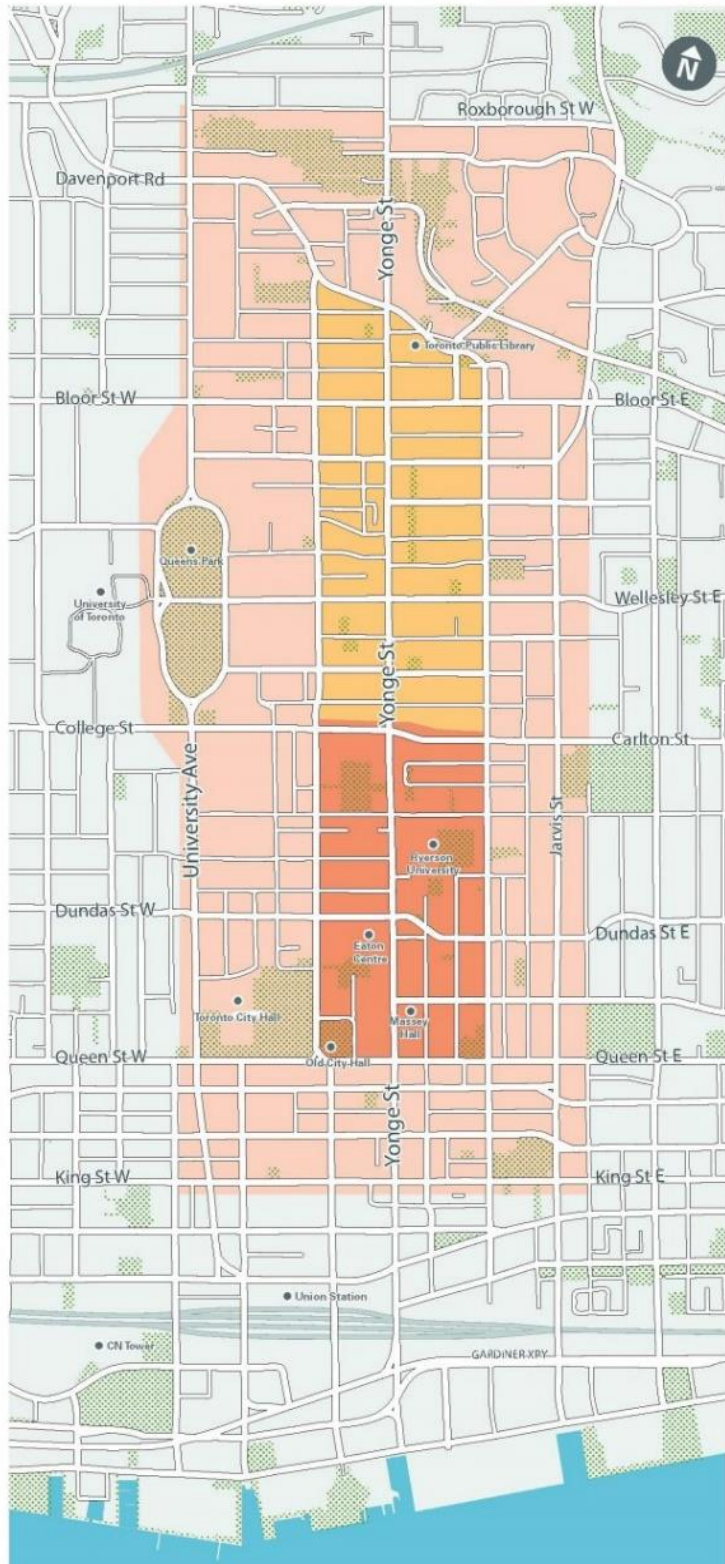 N
Roxborough St W
Davenport Rd
Yonge St
Toronto Public Library
Bloor St W
Bloor St E
Queens Park
University
of Toronto
Wellesley St E
Yonge St
College St
Carlton St
University Ave
Jarvis St
Ryerson
University
Dundas St W
Dundas St E
Eaton
Centre
Toronto City Hall
Massey
Hall
Old City Hall
Queen St W
Queen St E
Yonge St
King St W
King St E
Union Station
CN Tower
GARDINER XPY